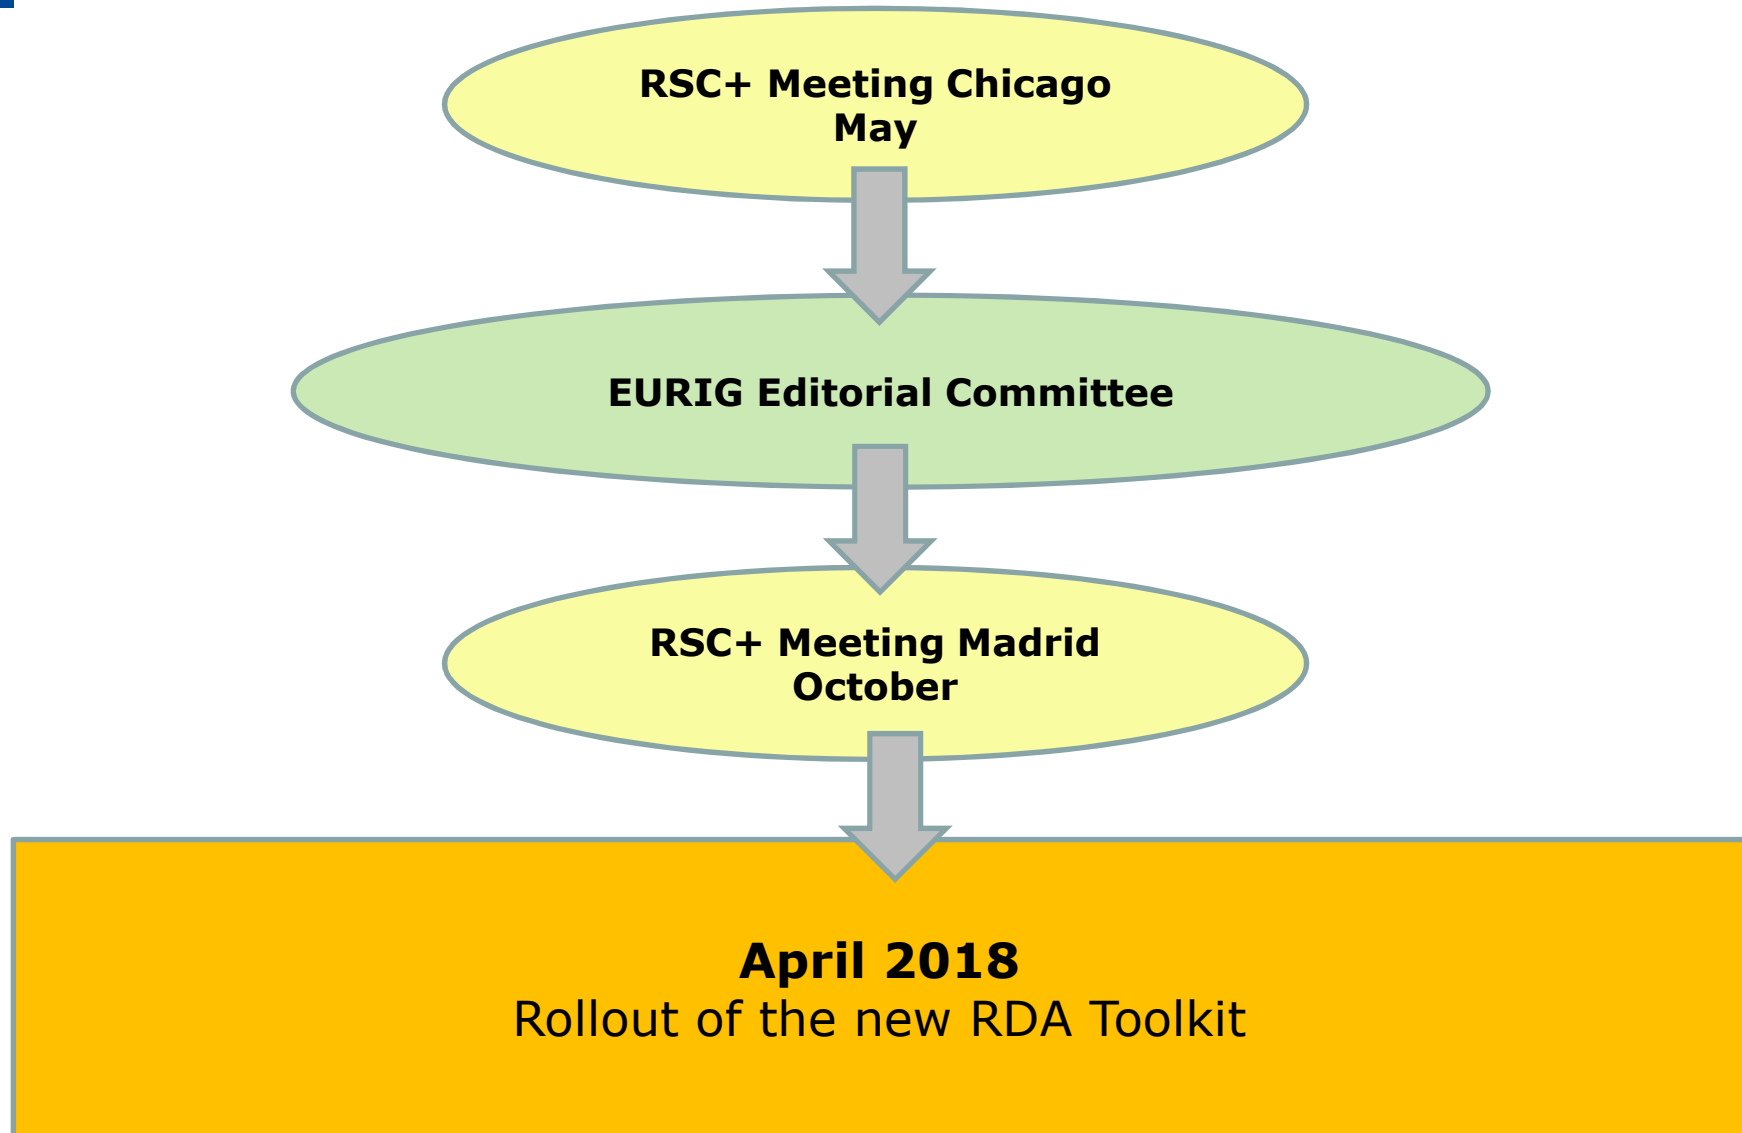 RSC+ Meeting Chicago
May
EURIG Editorial Committee
RSC+ Meeting Madrid
October
April 2018
Rollout of the new RDA Toolkit